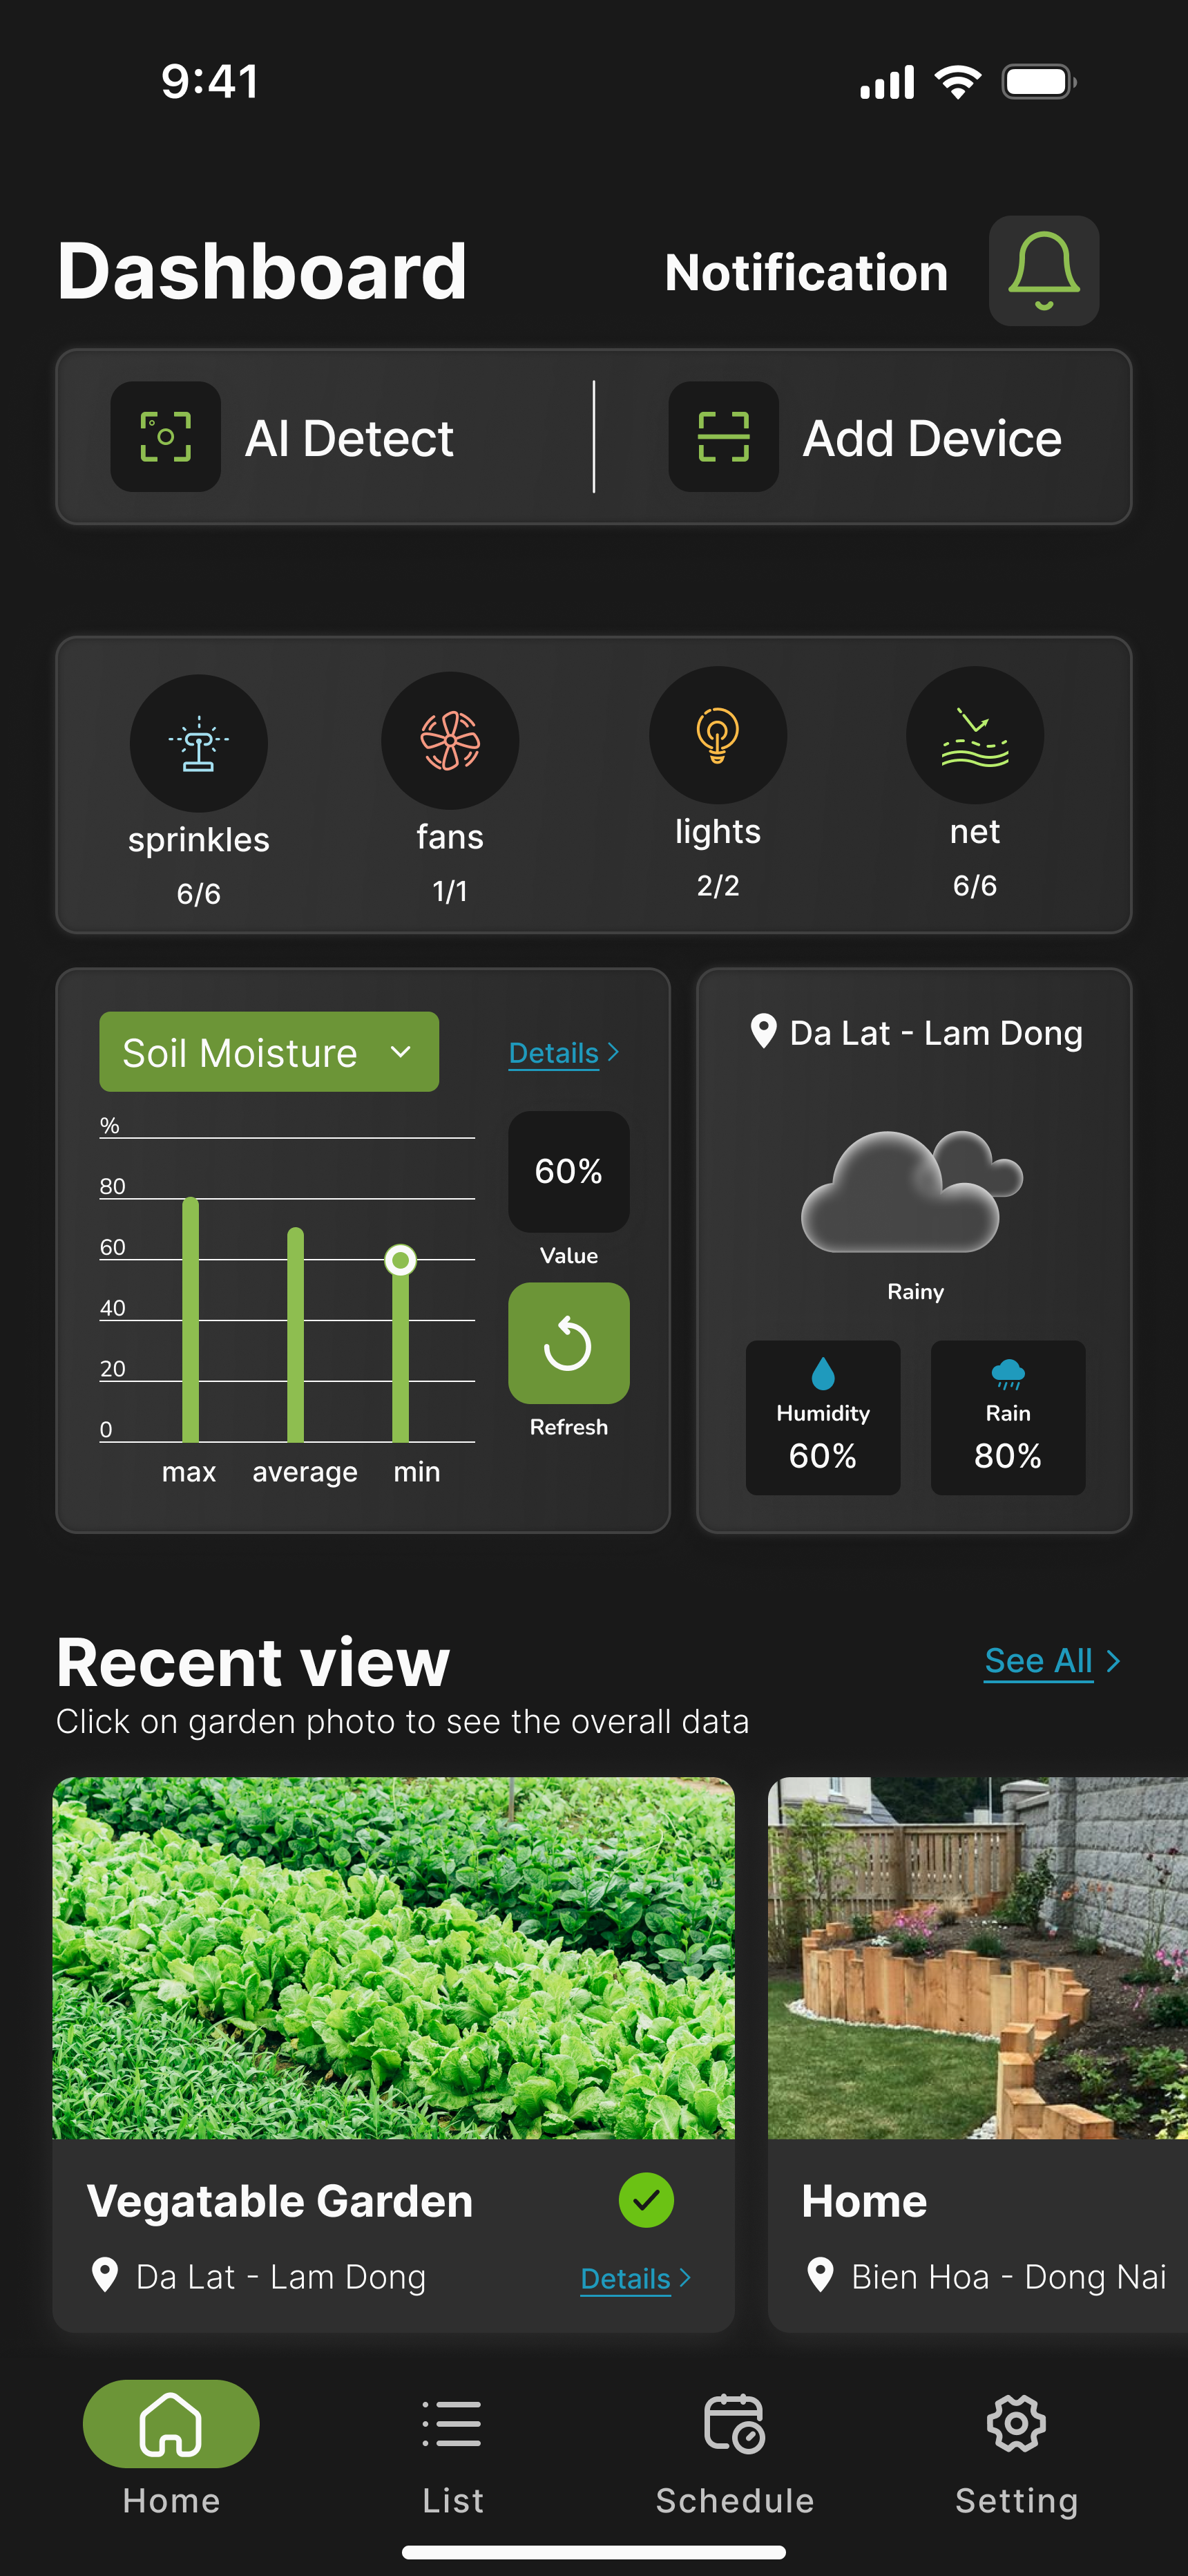 9:41
Dashboard
Notification
AI Detect
Add Device
sprinkles
6/6
fans
1/1
lights
2/2
net
6/6
Soil Moisture
Details
%
80
60
40
20
0
max
average
min
60%
Value
Refresh
Da Lat - Lam Dong
Rainy
Humidity
60%
Rain
80%
Recent view
See All
Click on garden photo to see the overall data
Vegatable Garden
Da Lat - Lam Dong
Details
Home
Bien Hoa - Dong Nai
Home
List
Schedule
Setting